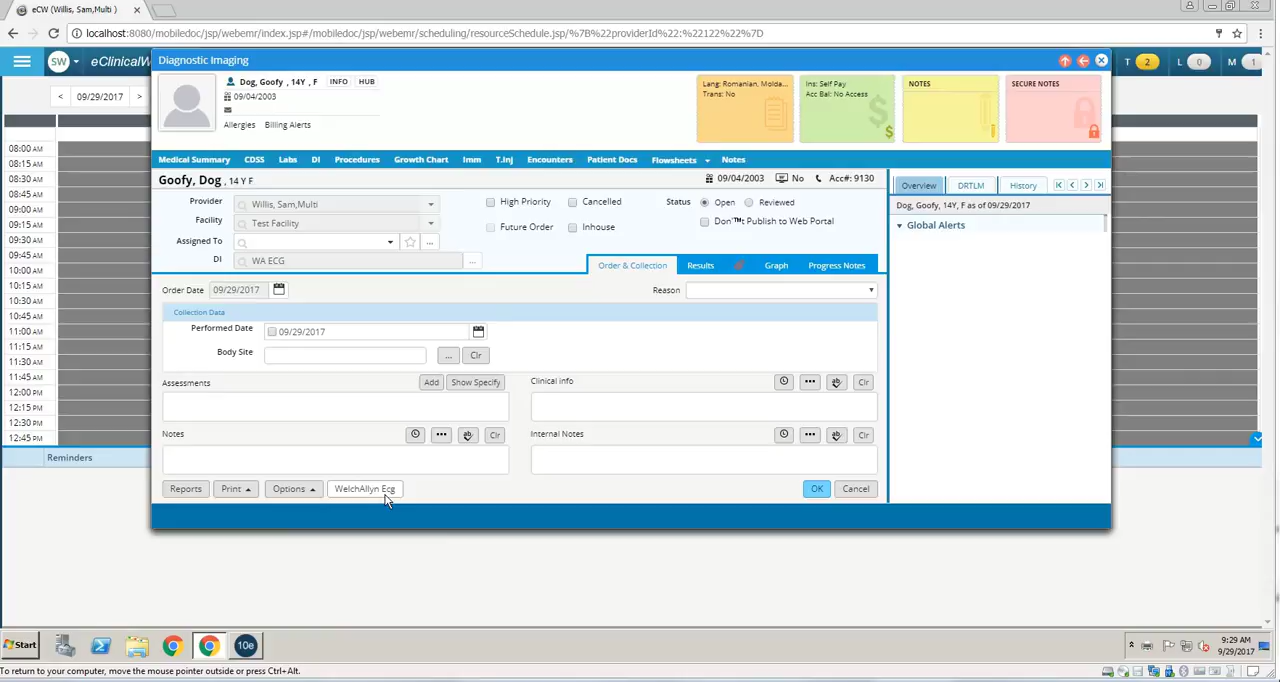 eCW (Willis, Sam,Multi )
localhost:8080/mobiledoc/jsp/webemr/index.jsp#/mobiledoc/jsp/webemr/scheduling/resourceSchedule.jsp/%7B%22providerId%22:%22122%22%7D
SW
T 2 L 0 M 1
< 09/29/2017 >
08:00 AM
08:15 AM
08:30 AM
08:45 AM
09:00 AM
09:15 AM
09:30 AM
09:45 AM
10:00 AM
10:15 AM
10:30 AM
10:45 AM
11:00 AM
11:15 AM
11:30 AM
11:45 AM
12:00 PM
12:15 PM
12:30 PM
12:45 PM
Reminders
Diagnostic Imaging
Dog, Goofy , 14Y , F INFO HUB
09/04/2003
Allergies Billing Alerts
Lang: Romanian, Molda...
Trans: No
Ins: Self Pay
Acc Bal: No Access
NOTES
SECURE NOTES
Medical Summary CDSS Labs DI Procedures Growth Chart Imm T.Inj Encounters Patient Docs Flowsheets Notes
Goofy, Dog , 14 Y F
09/04/2003 No Acc#: 9130
Provider Willis, Sam,Multi
Facility Test Facility
Assigned To ...
DI WA ECG ...
High Priority Cancelled Status Open Reviewed
Future Order Inhouse Don'™t Publish to Web Portal
Order & Collection Results Graph Progress Notes
Order Date 09/29/2017 Reason
Collection Data
Performed Date 09/29/2017
Body Site ... Clr
Assessments Add Show Specify
Clinical info Clr
Notes Clr
Internal Notes Clr
Reports Print Options WelchAllyn Ecg OK Cancel
Overview DRTLM History
Dog, Goofy, 14Y, F as of 09/29/2017
Global Alerts
Start 10e
9:29 AM
9/29/2017
To return to your computer, move the mouse pointer outside or press Ctrl+Alt.